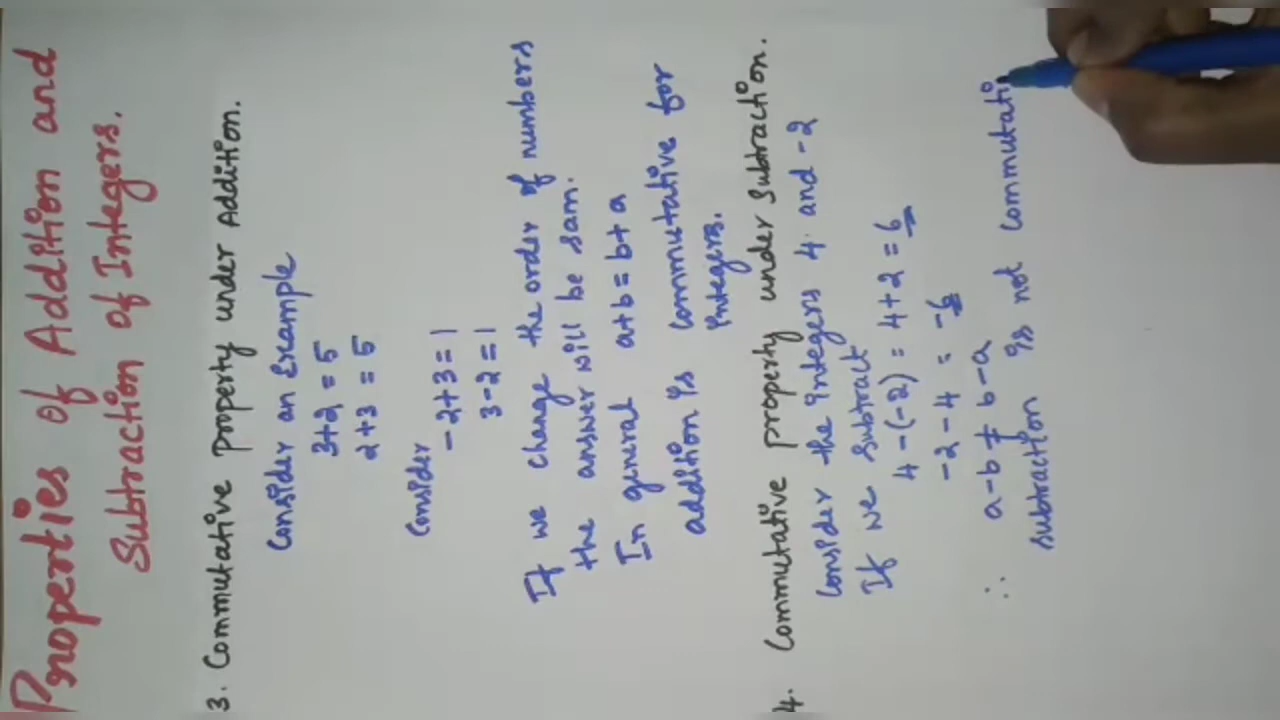 Properties of Addition and
Subtraction of Integers.
3. Commutative property under Addition.
Consider an Example
3+2=5
2+3=5
Consider
-2+3=1
3-2=1
If we change the order of numbers
the answer will be sam.
In general a+b=b+a
addition is commutative for
integers.
4. Commutative property under subtraction.
Consider the integers 4 and -2
If we subtract
4-(-2) = 4+2 = 6
-2-4 = -6
∴ a-b ≠ b-a
subtraction is not commutati